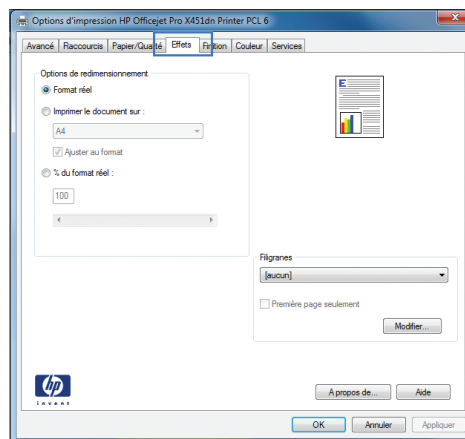 Options d'impression HP Officejet Pro X451dn Printer PCL 6
Avancé Raccourcis Papier/Qualité Effets Finition Couleur Services
Options de redimensionnement
Format réel
Imprimer le document sur :
A4
Ajuster au format
% du format réel :
100
E
Filigranes
[aucun]
Première page seulement
Modifier...
hp
invent
A propos de... Aide
OK Annuler Appliquer